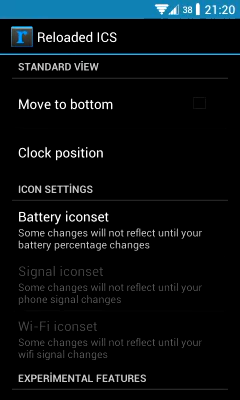 38 21:20
r Reloaded ICS
STANDARD VİEW
Move to bottom
Clock position
ICON SETTİNGS
Battery iconset
Some changes will not reflect until your
battery percentage changes
Signal iconset
Some changes will not reflect until your
phone signal changes
Wi-Fi iconset
Some changes will not reflect until your
wifi signal changes
EXPERİMENTAL FEATURES